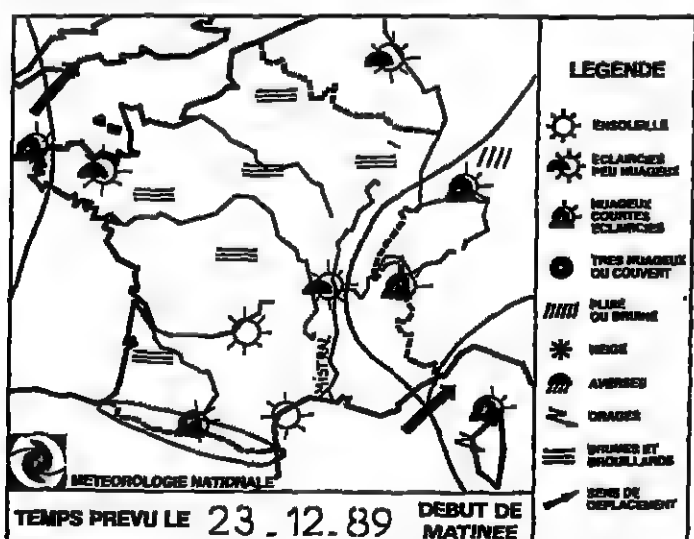 LEGENDE
ENSOLEILLE
ECLAIRCIES
PEU NUAGEUX
NUAGEUX
COURTES
ECLAIRCIES
TRES NUAGEUX
OU COUVERT
PLUIE
OU BRUINE
NEIGE
AVERSES
ORAGES
BRUMES ET
BROUILLARDS
SENS DE
DEPLACEMENT
MISTRAL
METEOROLOGIE NATIONALE
TEMPS PREVU LE 23.12.89 DEBUT DE
MATINEE